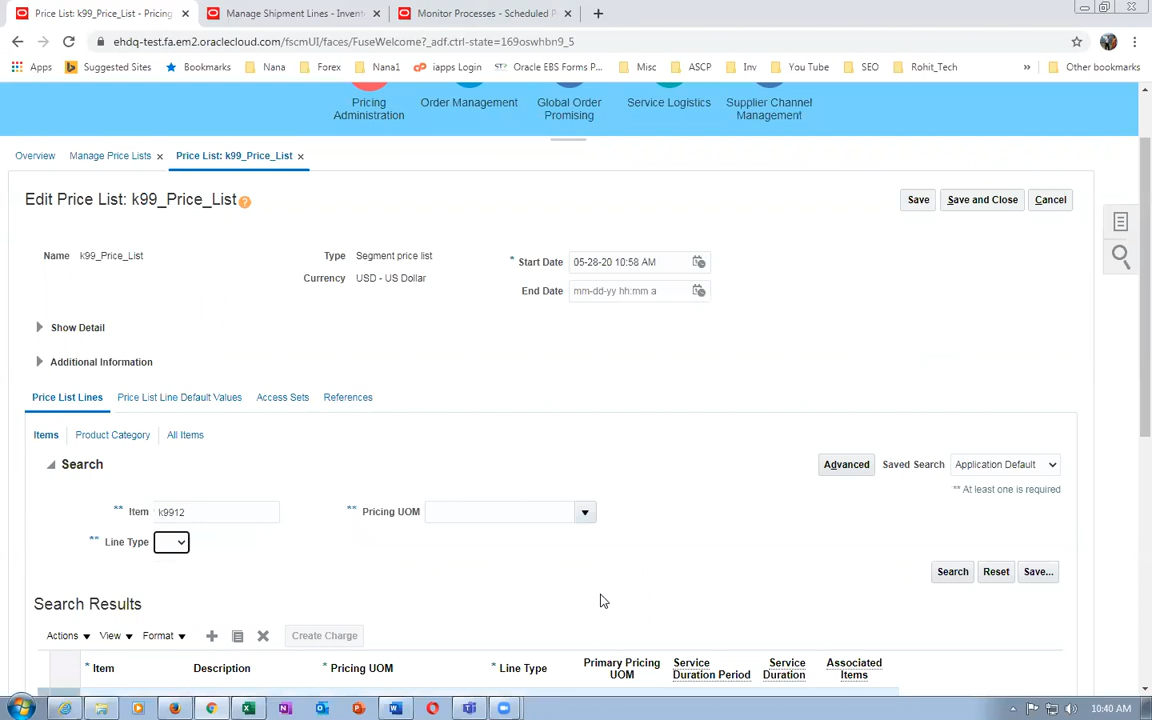 Price List: k99_Price_List - Pricing
Manage Shipment Lines - Invent
Monitor Processes - Scheduled P
ehdq-test.fa.em2.oraclecloud.com/fscmUI/faces/FuseWelcome?_adf.ctrl-state=169oswhbn9_5
Apps
Suggested Sites
Bookmarks
Nana
Forex
Nana1
iapps Login
Oracle EBS Forms P...
Misc
ASCP
Inv
You Tube
SEO
Rohit_Tech
»
Other bookmarks
Pricing Administration
Order Management
Global Order Promising
Service Logistics
Supplier Channel Management
Overview
Manage Price Lists
Price List: k99_Price_List
Edit Price List: k99_Price_List
Save
Save and Close
Cancel
Name k99_Price_List
Type Segment price list
* Start Date 05-28-20 10:58 AM
Currency USD - US Dollar
End Date mm-dd-yy hh:mm a
Show Detail
Additional Information
Price List Lines
Price List Line Default Values
Access Sets
References
Items
Product Category
All Items
Search
Advanced
Saved Search Application Default
** At least one is required
** Item k9912
** Pricing UOM
** Line Type
Search
Reset
Save...
Search Results
Actions
View
Format
Create Charge
* Item
Description
* Pricing UOM
* Line Type
Primary Pricing UOM
Service Duration Period
Service Duration
Associated Items
10:40 AM